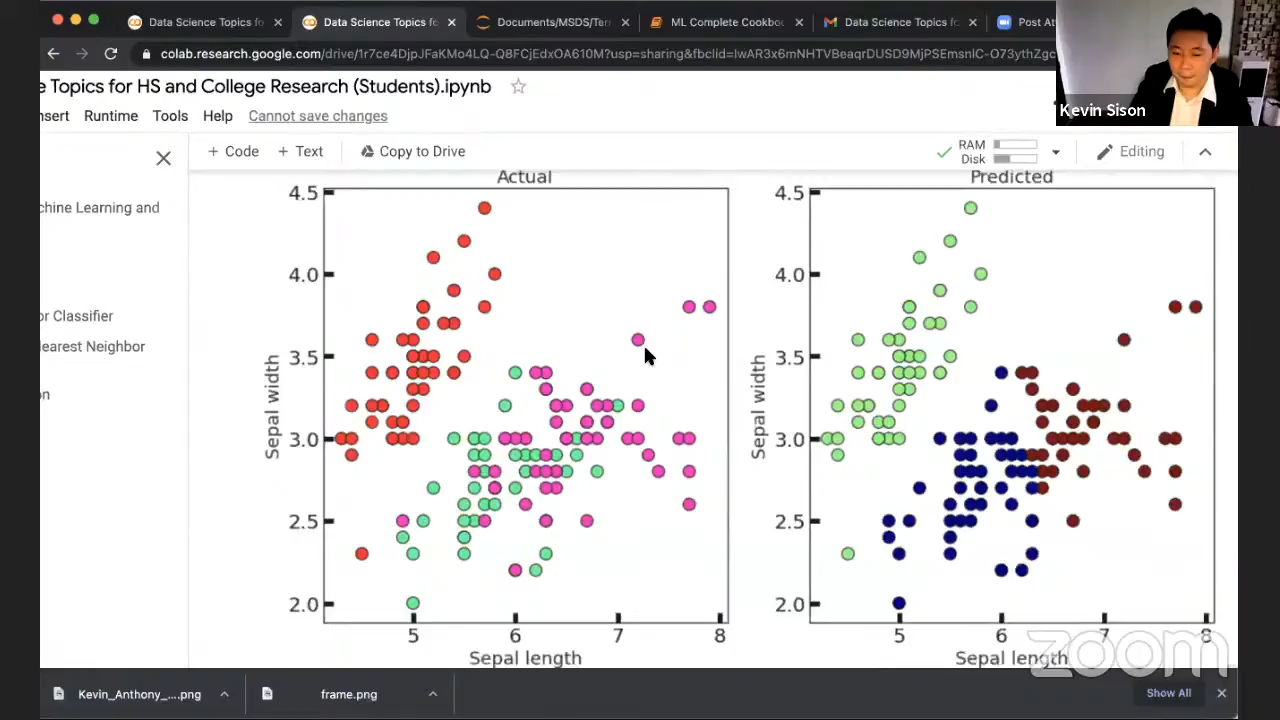 Data Science Topics fo
Data Science Topics fo
Documents/MSDS/Ter
ML Complete Cookbo
Data Science Topics f
Post At
colab.research.google.com/drive/1r7ce4DjpJFaKMo4LQ-Q8FCjEdxOA610M?usp=sharing&fbclid=IwAR3x6mNHTVBeaqrDUSD9MjPSEmsnIC-O73ythZgc
Kevin Sison
e Topics for HS and College Research (Students).ipynb
nsert Runtime Tools Help Cannot save changes
+ Code + Text Copy to Drive
RAM
Disk
Editing
chine Learning and
or Classifier
earest Neighbor
on
Actual
4.5
4.0
3.5
3.0
2.5
2.0
Sepal width
5 6 7 8
Sepal length
Predicted
4.5
4.0
3.5
3.0
2.5
2.0
Sepal width
5 6 7 8
Sepal length
zoom
Kevin_Anthony_....png
frame.png
Show All